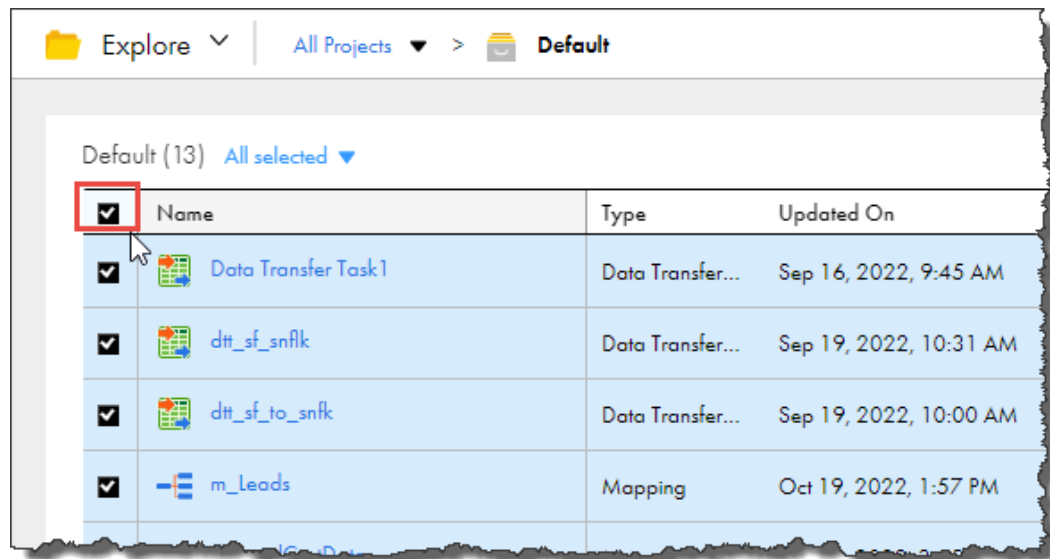 Explore All Projects > Default
Default (13) All selected
Name Type Updated On
Data Transfer Task1 Data Transfer... Sep 16, 2022, 9:45 AM
dtt_sf_snflk Data Transfer... Sep 19, 2022, 10:31 AM
dtt_sf_to_snfk Data Transfer... Sep 19, 2022, 10:00 AM
m_Leads Mapping Oct 19, 2022, 1:57 PM